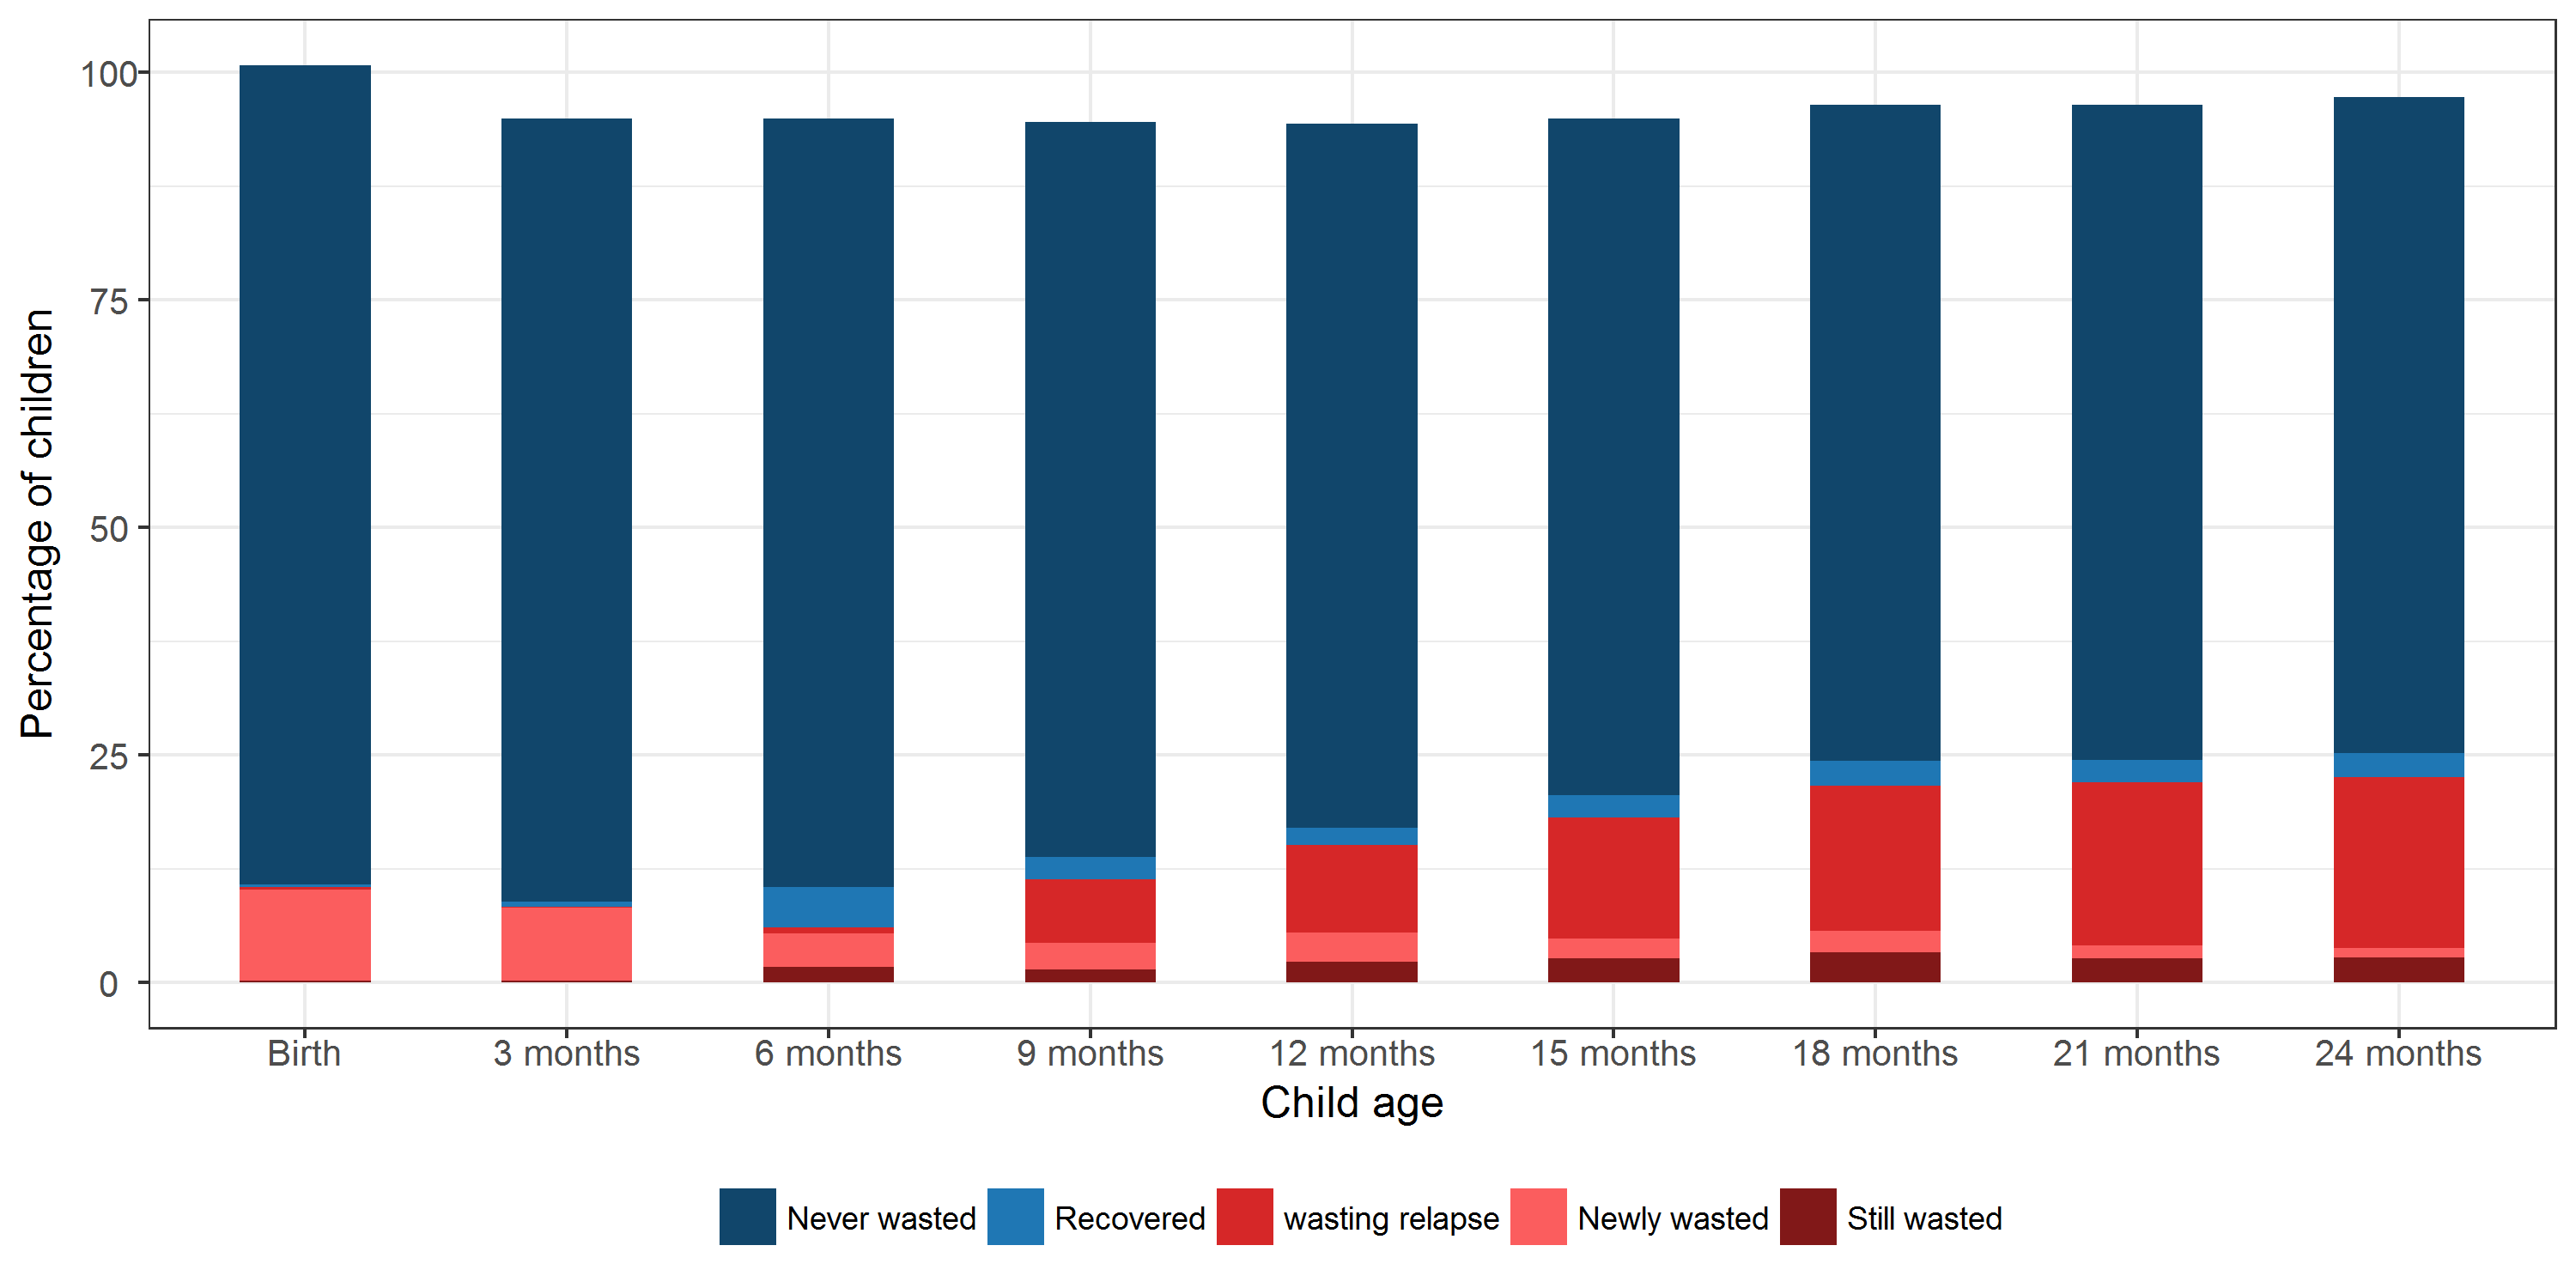 Percentage of children
100
75
50
25
0
Birth 3 months 6 months 9 months 12 months 15 months 18 months 21 months 24 months
Child age
Never wasted Recovered wasting relapse Newly wasted Still wasted